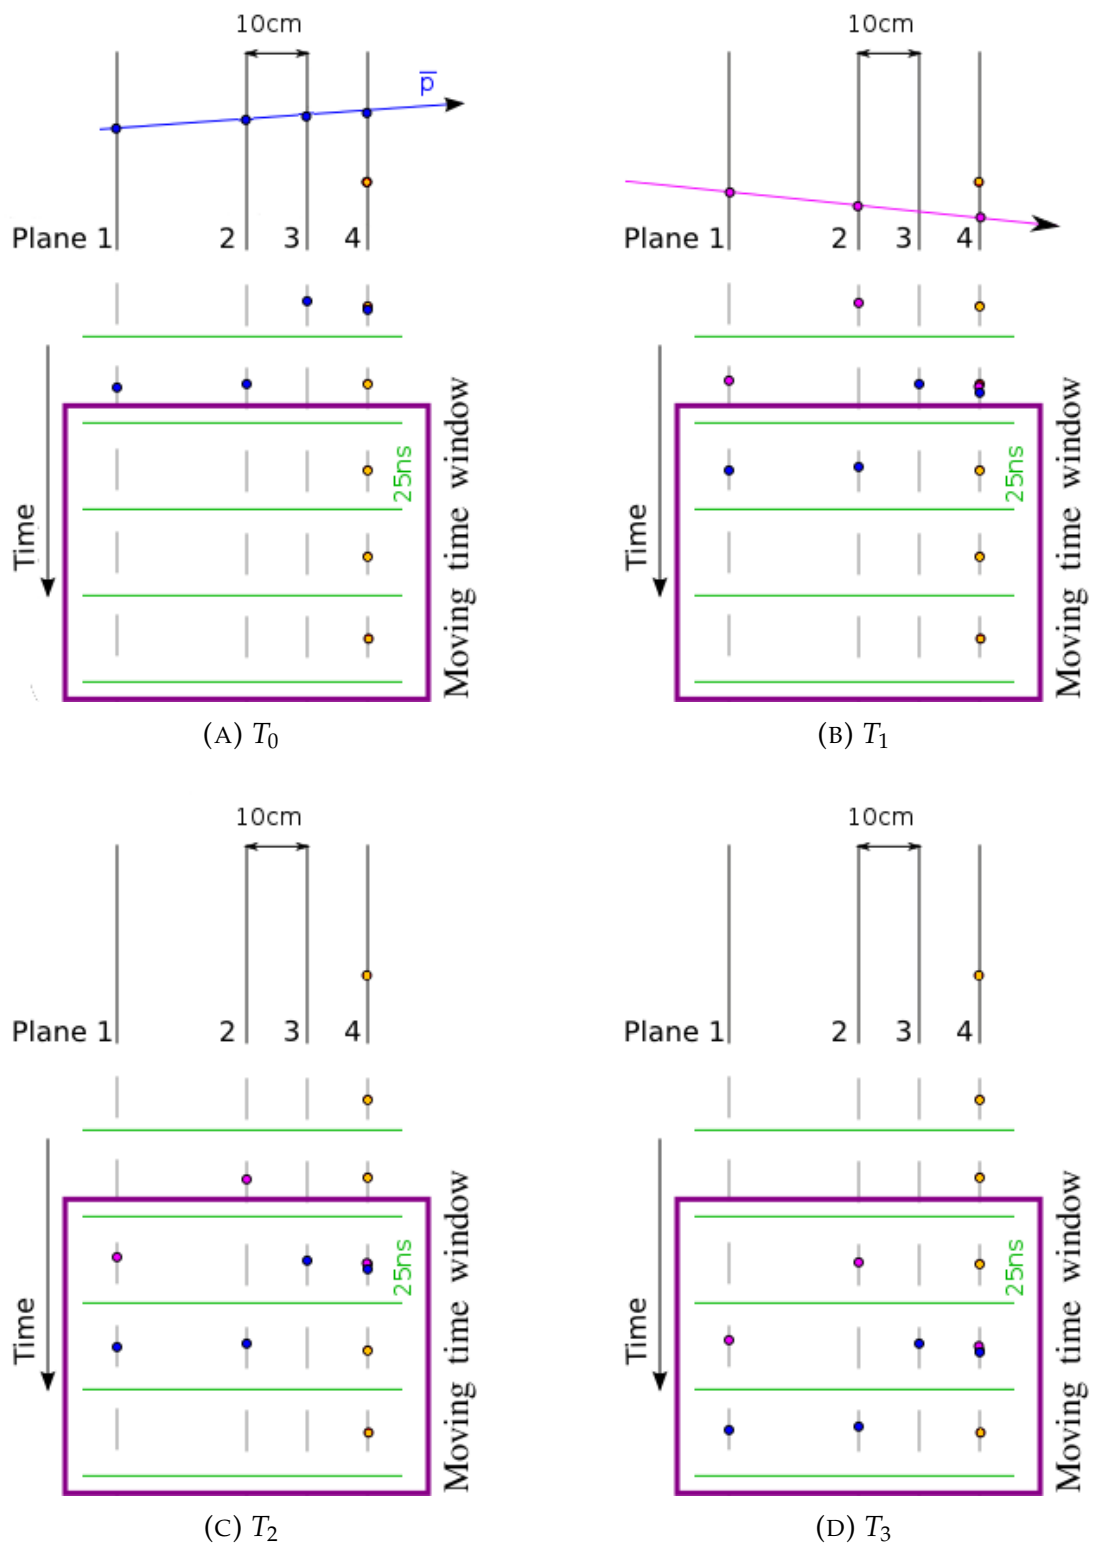 10cm
p̅
Plane 1 2 3 4
Time
25ns
Moving time window
(A) T0
10cm
Plane 1 2 3 4
Time
25ns
Moving time window
(B) T1
10cm
Plane 1 2 3 4
Time
25ns
Moving time window
(C) T2
10cm
Plane 1 2 3 4
Time
25ns
Moving time window
(D) T3